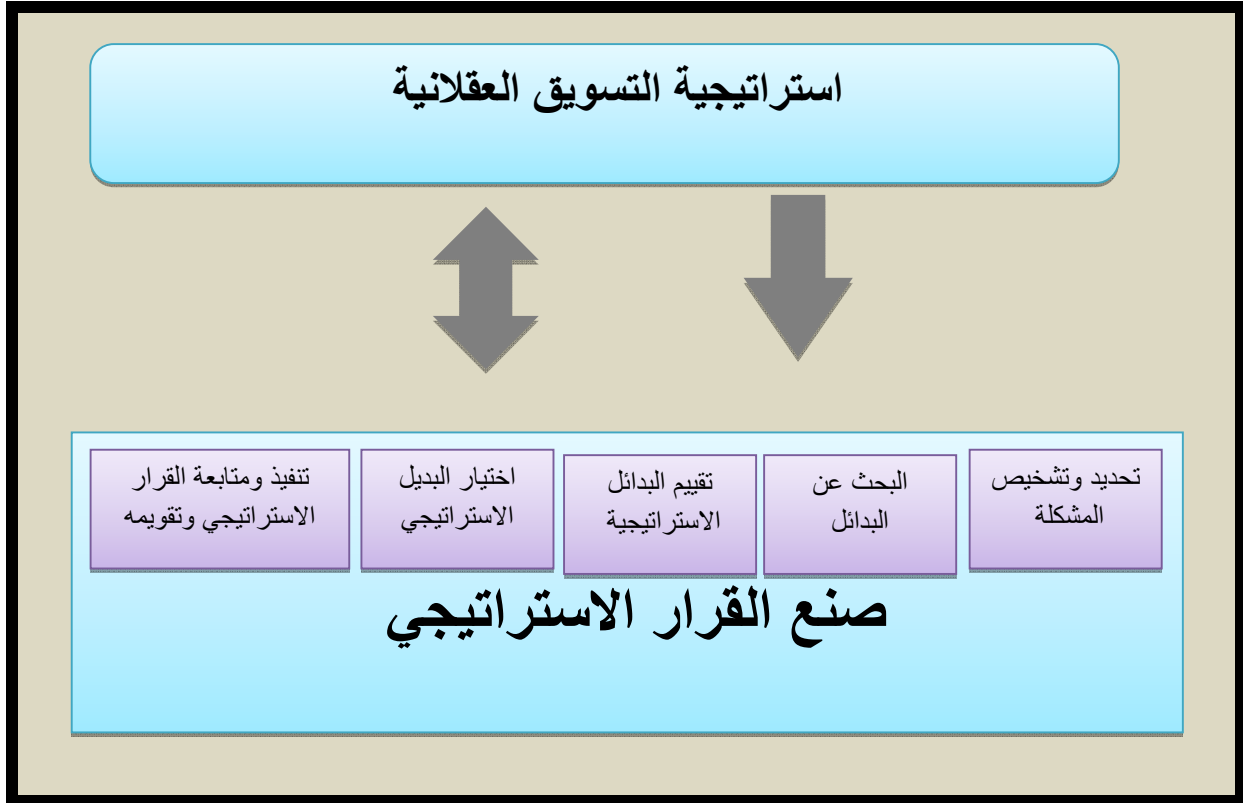 استراتيجية التسويق العقلانية
تحديد وتشخيص
المشكلة
البحث عن
البدائل
تقييم البدائل
الاستراتيجية
اختيار البديل
الاستراتيجي
تنفيذ ومتابعة القرار
الاستراتيجي وتقويمه
صنع القرار الاستراتيجي